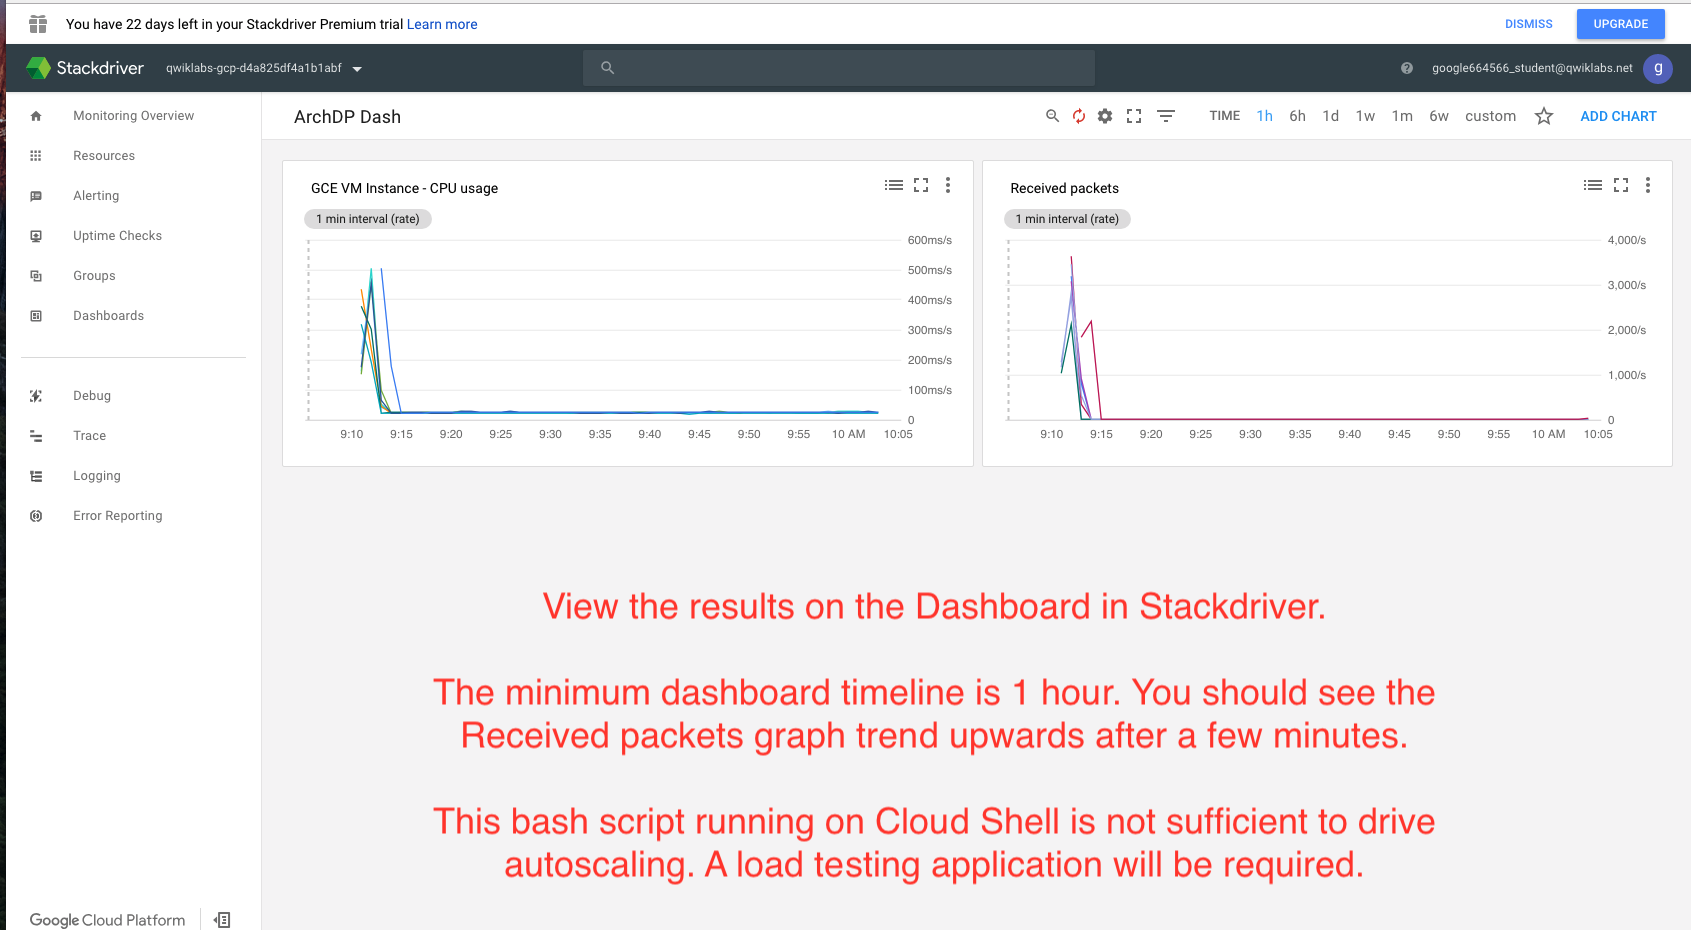 You have 22 days left in your Stackdriver Premium trial Learn more
DISMISS
UPGRADE
Stackdriver
qwiklabs-gcp-d4a825df4a1b1abf
google664566_student@qwiklabs.net
g
Monitoring Overview
Resources
Alerting
Uptime Checks
Groups
Dashboards
Debug
Trace
Logging
Error Reporting
Google Cloud Platform
ArchDP Dash
TIME 1h 6h 1d 1w 1m 6w custom
ADD CHART
GCE VM Instance - CPU usage
1 min interval (rate)
600ms/s
500ms/s
400ms/s
300ms/s
200ms/s
100ms/s
0
9:10 9:15 9:20 9:25 9:30 9:35 9:40 9:45 9:50 9:55 10 AM 10:05
Received packets
1 min interval (rate)
4,000/s
3,000/s
2,000/s
1,000/s
0
9:10 9:15 9:20 9:25 9:30 9:35 9:40 9:45 9:50 9:55 10 AM 10:05
View the results on the Dashboard in Stackdriver.
The minimum dashboard timeline is 1 hour. You should see the
Received packets graph trend upwards after a few minutes.
This bash script running on Cloud Shell is not sufficient to drive
autoscaling. A load testing application will be required.